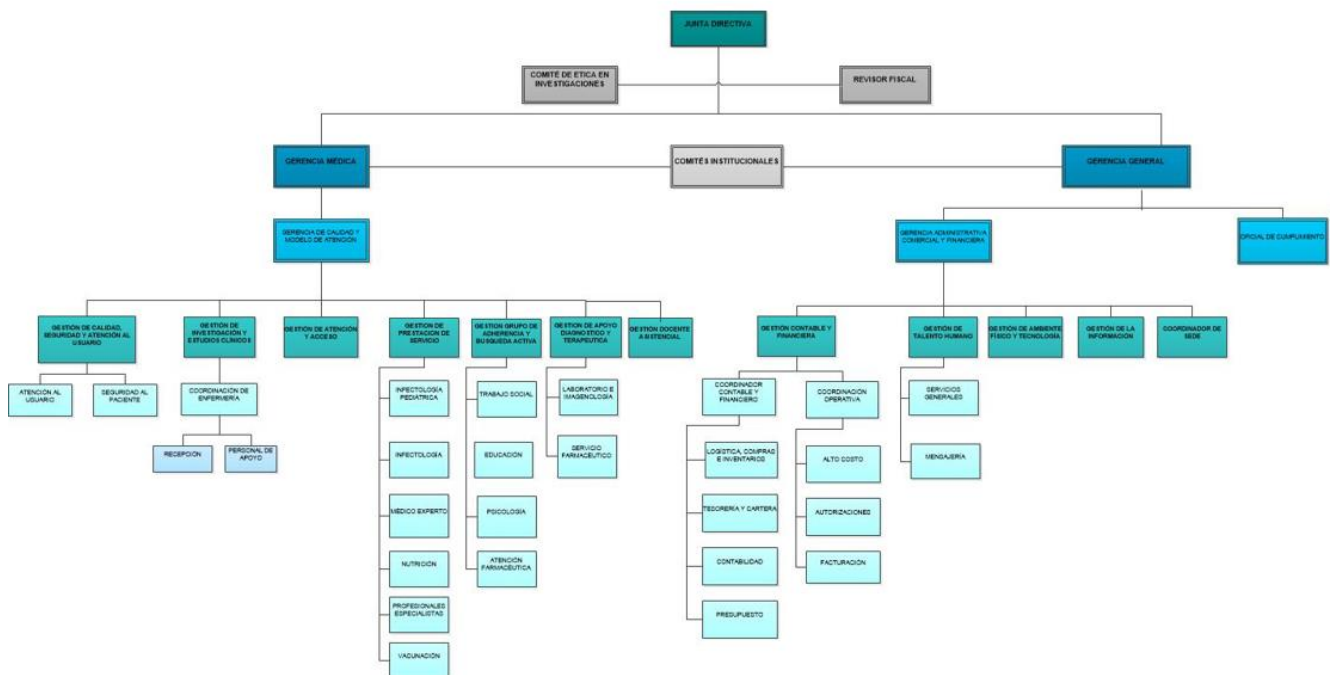 JUNTA DIRECTIVA
COMITÉ DE ETICA EN
INVESTIGACIONES
REVISOR FISCAL
GERENCIA MÉDICA
COMITÉS INSTITUCIONALES
GERENCIA GENERAL
GERENCIA DE CALIDAD Y
MODELO DE ATENCIÓN
GERENCIA ADMINISTRATIVA
COMERCIAL Y FINANCIERA
OFICIAL DE CUMPLIMIENTO
GESTIÓN DE CALIDAD,
SEGURIDAD Y ATENCIÓN AL
USUARIO
GESTIÓN DE
INVESTIGACIÓN Y
ESTUDIOS CLÍNICOS
GESTIÓN DE ATENCIÓN
Y ACCESO
GESTIÓN DE
PRESTACION DE
SERVICIO
GESTIÓN GRUPO DE
ADHERENCIA Y
BUSQUEDA ACTIVA
GESTIÓN DE APOYO
DIAGNOSTICO Y
TERAPEUTICA
GESTIÓN DOCENTE
ASISTENCIAL
GESTIÓN CONTABLE Y
FINANCIERA
GESTIÓN DE
TALENTO HUMANO
GESTIÓN DE AMBIENTE
FÍSICO Y TECNOLOGÍA
GESTIÓN DE LA
INFORMACIÓN
COORDINADOR DE
SEDE
ATENCIÓN AL
USUARIO
SEGURIDAD AL
PACIENTE
COORDINACIÓN DE
ENFERMERÍA
RECEPCIÓN
PERSONAL DE
APOYO
INFECTOLOGÍA
PEDIÁTRICA
INFECTOLOGÍA
MÉDICO EXPERTO
NUTRICIÓN
PROFESIONALES
ESPECIALISTAS
VACUNACIÓN
TRABAJO SOCIAL
EDUCACIÓN
PSICOLOGÍA
ATENCIÓN
FARMACÉUTICA
LABORATORIO E
IMAGENOLOGÍA
SERVICIO
FARMACEUTICO
COORDINADOR
CONTABLE Y
FINANCIERO
LOGÍSTICA, COMPRAS
E INVENTARIOS
TESORERÍA Y CARTERA
CONTABILIDAD
PRESUPUESTO
COORDINACIÓN
OPERATIVA
ALTO COSTO
AUTORIZACIONES
FACTURACIÓN
SERVICIOS
GENERALES
MENSAJERÍA